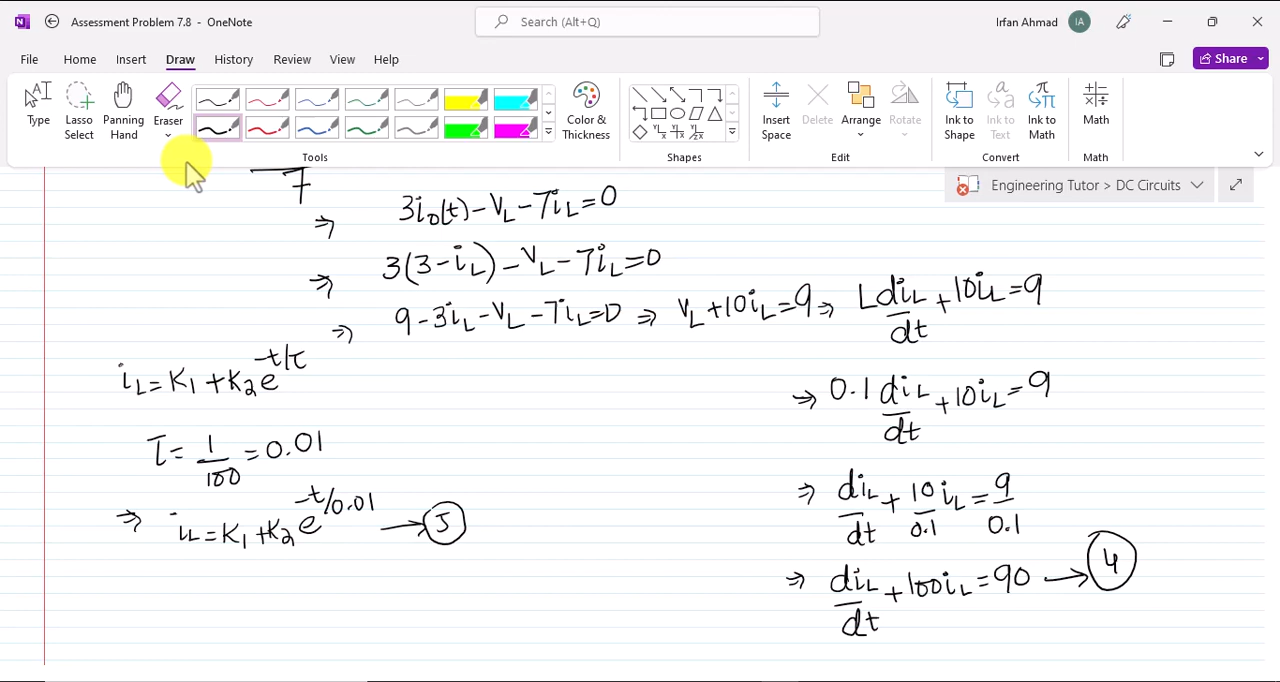 Assessment Problem 7.8 - OneNote
Search (Alt+Q)
Irfan Ahmad
IA
File Home Insert Draw History Review View Help
Share
Type
Lasso Select
Panning Hand
Eraser
Color & Thickness
Insert Space
Delete
Arrange
Rotate
Ink to Shape
Ink to Text
Ink to Math
Math
Tools Shapes Edit Convert Math
Engineering Tutor > DC Circuits
7
⇒ 3i₀(t) - V_L - 7i_L = 0
⇒ 3(3 - i_L) - V_L - 7i_L = 0
⇒ 9 - 3i_L - V_L - 7i_L = 0 ⇒ V_L + 10i_L = 9 ⇒ L di_L/dt + 10i_L = 9
i_L = K₁ + K₂e^(-t/τ)
⇒ 0.1 di_L/dt + 10i_L = 9
τ = 1/100 = 0.01
⇒ di_L/dt + 10/0.1 i_L = 9/0.1
⇒ i_L = K₁ + K₂e^(-t/0.01) → 5
⇒ di_L/dt + 100i_L = 90 → 4